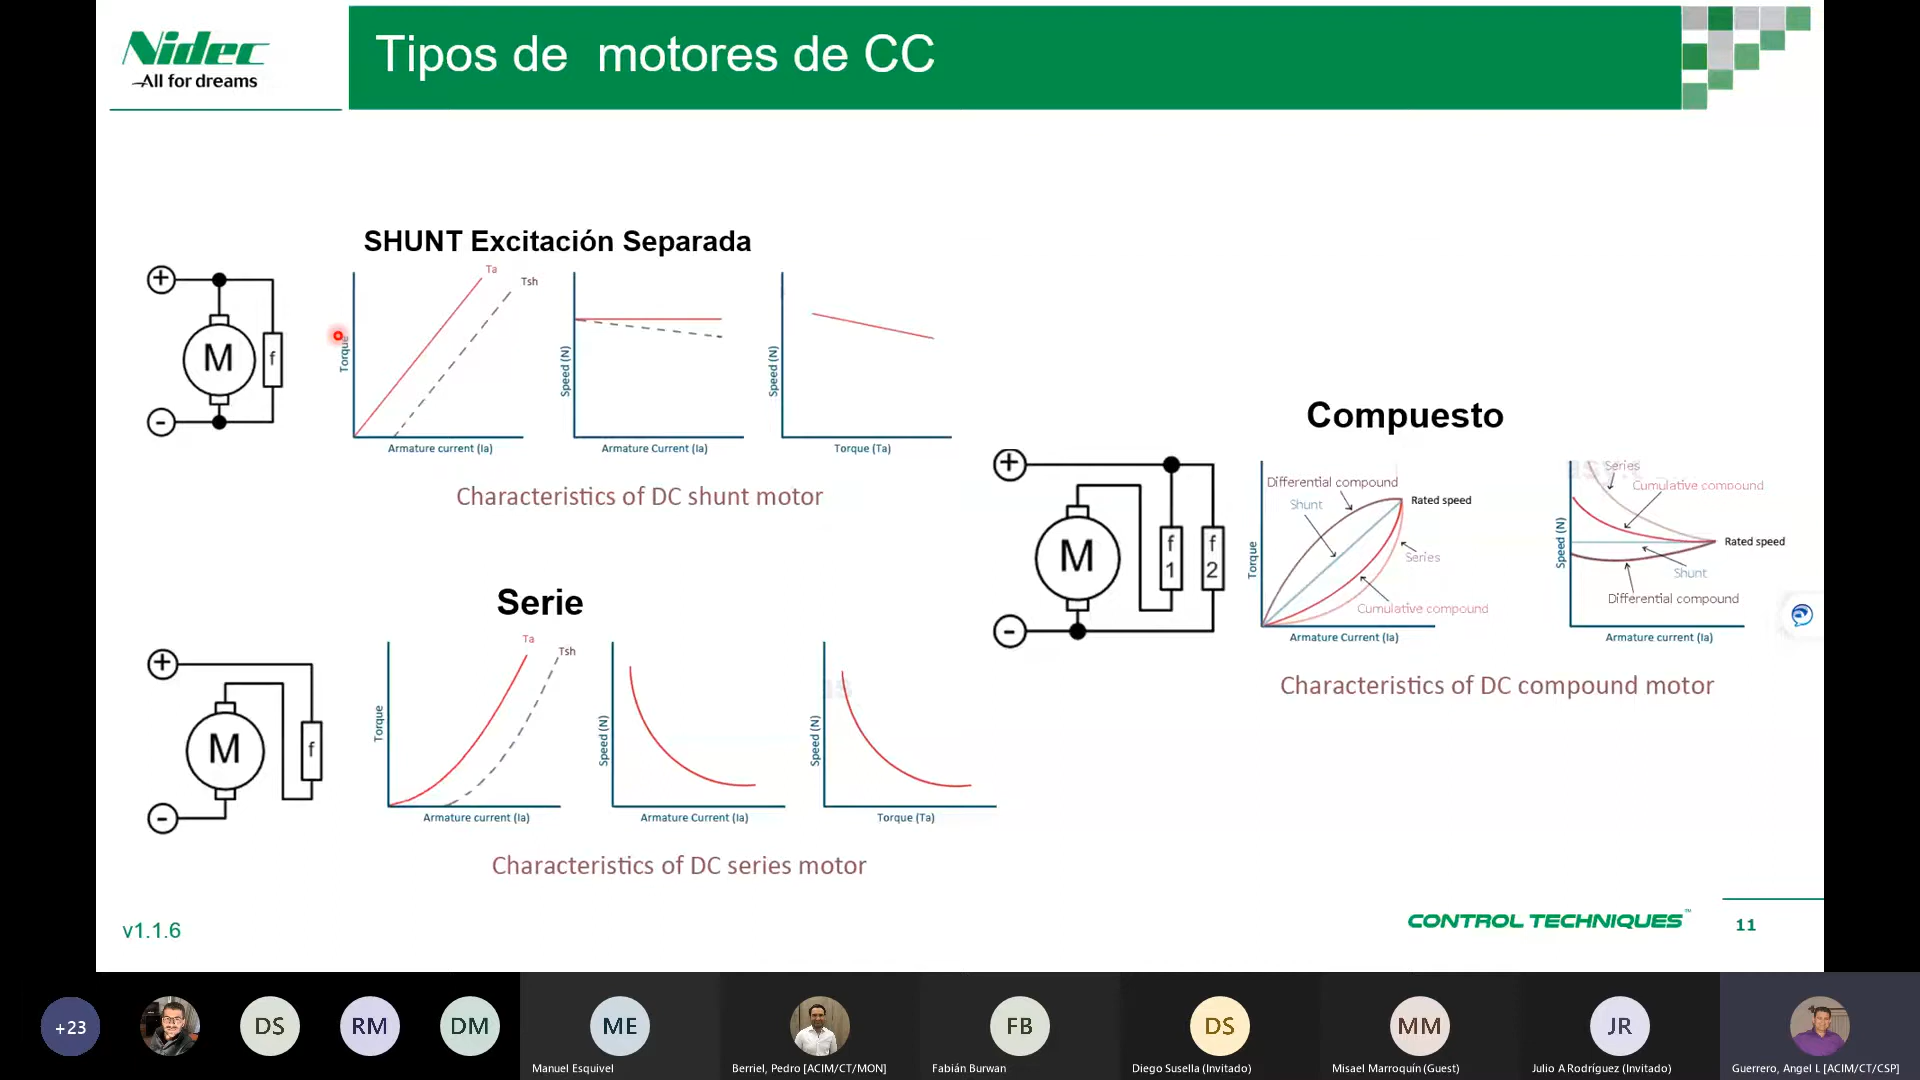 Nidec
All for dreams
Tipos de motores de CC
SHUNT Excitación Separada
+
M
f
-
Ta
Tsh
Torque
Armature current (Ia)
Speed (N)
Armature Current (Ia)
Speed (N)
Torque (Ta)
Characteristics of DC shunt motor
Serie
+
M
f
-
Ta
Tsh
Torque
Armature current (Ia)
Speed (N)
Armature Current (Ia)
Speed (N)
Torque (Ta)
Characteristics of DC series motor
Compuesto
+
M
f
1
f
2
-
Differential compound
Shunt
Rated speed
Series
Cumulative compound
Torque
Armature Current (Ia)
Series
Cumulative compound
Rated speed
Shunt
Differential compound
Speed (N)
Armature current (Ia)
Characteristics of DC compound motor
v1.1.6
CONTROL TECHNIQUES™
11
+23
DS
RM
DM
ME
Manuel Esquivel
Berriel, Pedro [ACIM/CT/MON]
FB
Fabián Burwan
DS
Diego Susella (Invitado)
MM
Misael Marroquín (Guest)
JR
Julio A Rodríguez (Invitado)
Guerrero, Angel L [ACIM/CT/CSP]